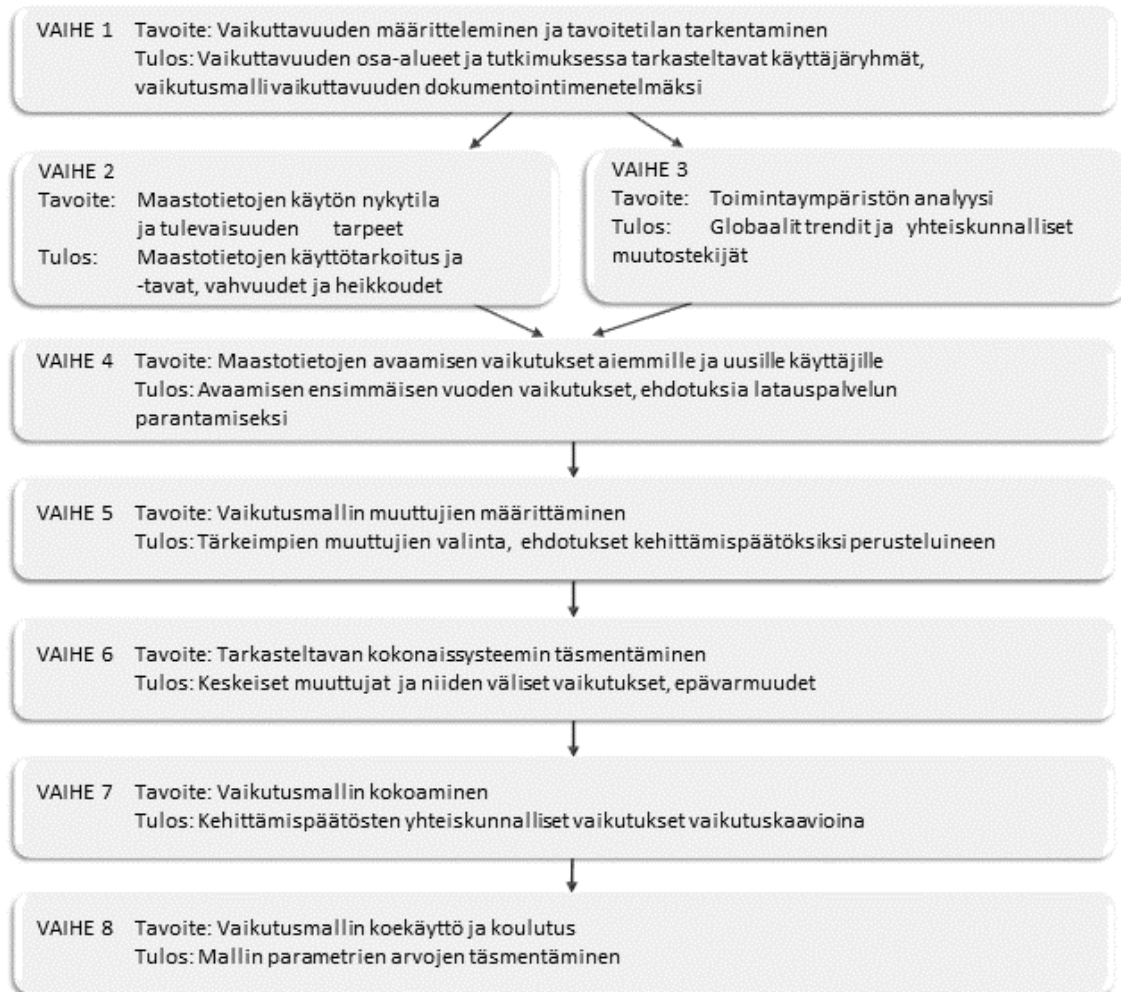 VAIHE 1 Tavoite: Vaikuttavuuden määritteleminen ja tavoitetilan tarkentaminen
Tulos: Vaikuttavuuden osa-alueet ja tutkimuksessa tarkasteltavat käyttäjäryhmät,
vaikutusmalli vaikuttavuuden dokumentointimenetelmäksi
VAIHE 2
Tavoite: Maastotietojen käytön nykytila
ja tulevaisuuden tarpeet
Tulos: Maastotietojen käyttötarkoitus ja
-tavat, vahvuudet ja heikkoudet
VAIHE 3
Tavoite: Toimintaympäristön analyysi
Tulos: Globaalit trendit ja yhteiskunnalliset
muutostekijät
VAIHE 4 Tavoite: Maastotietojen avaamisen vaikutukset aiemmille ja uusille käyttäjille
Tulos: Avaamisen ensimmäisen vuoden vaikutukset, ehdotuksia latauspalvelun
parantamiseksi
VAIHE 5 Tavoite: Vaikutusmallin muuttujien määrittäminen
Tulos: Tärkeimpien muuttujien valinta, ehdotukset kehittämispäätöksiksi perusteluineen
VAIHE 6 Tavoite: Tarkasteltavan kokonaissysteemin täsmentäminen
Tulos: Keskeiset muuttujat ja niiden väliset vaikutukset, epävarmuudet
VAIHE 7 Tavoite: Vaikutusmallin kokoaminen
Tulos: Kehittämispäätösten yhteiskunnalliset vaikutukset vaikutuskaavioina
VAIHE 8 Tavoite: Vaikutusmallin koekäyttö ja koulutus
Tulos: Mallin parametrien arvojen täsmentäminen